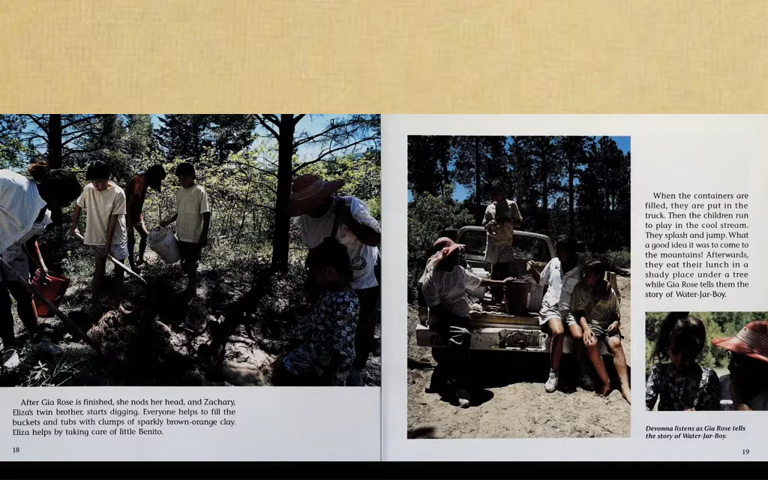 After Gia Rose is finished, she nods her head, and Zachary,
Eliza's twin brother, starts digging. Everyone helps to fill the
buckets and tubs with clumps of sparkly brown-orange clay.
Eliza helps by taking care of little Benito.
18
When the containers are
filled, they are put in the
truck. Then the children run
to play in the cool stream.
They splash and jump. What
a good idea it was to come to
the mountains! Afterwards,
they eat their lunch in a
shady place under a tree
while Gia Rose tells them the
story of Water-Jar-Boy.
Devonna listens as Gia Rose tells
the story of Water-Jar-Boy.
19